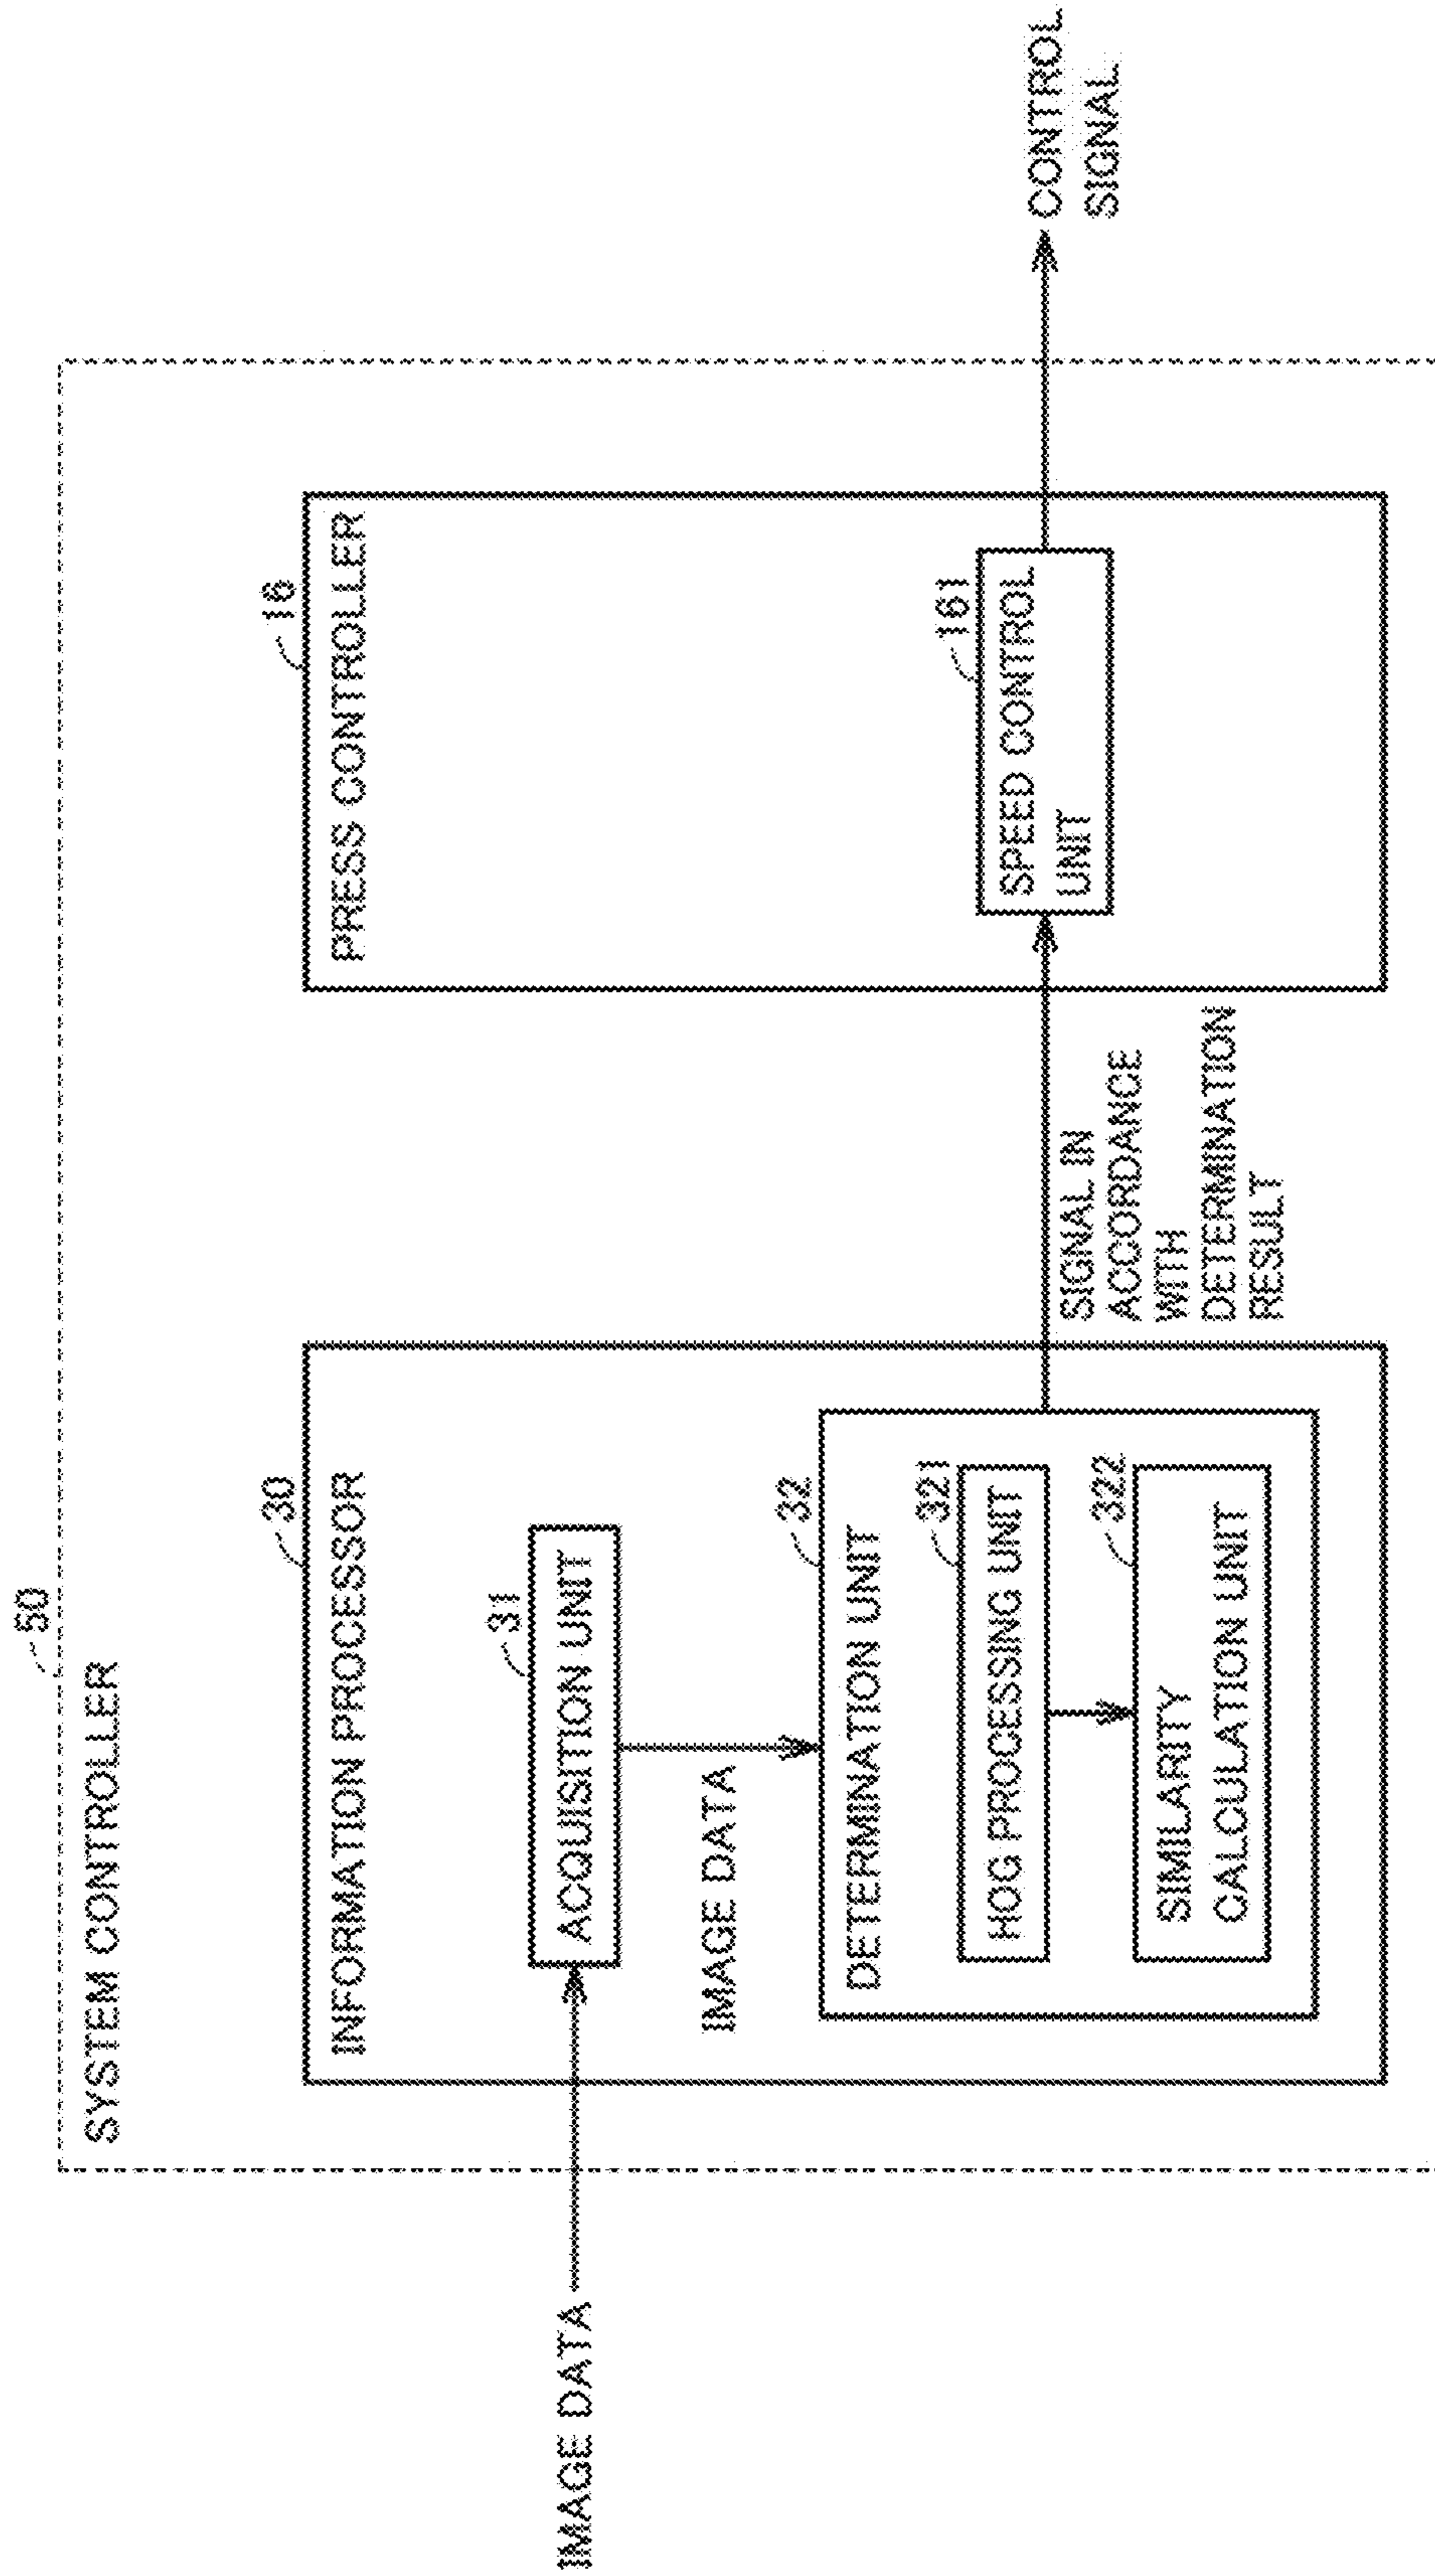 50
SYSTEM CONTROLLER
30
INFORMATION PROCESSOR
IMAGE DATA
31
ACQUISITION UNIT
IMAGE DATA
32
DETERMINATION UNIT
321
HOG PROCESSING UNIT
322
SIMILARITY
CALCULATION UNIT
SIGNAL IN
ACCORDANCE
WITH
DETERMINATION
RESULT
16
PRESS CONTROLLER
161
SPEED CONTROL
UNIT
CONTROL
SIGNAL